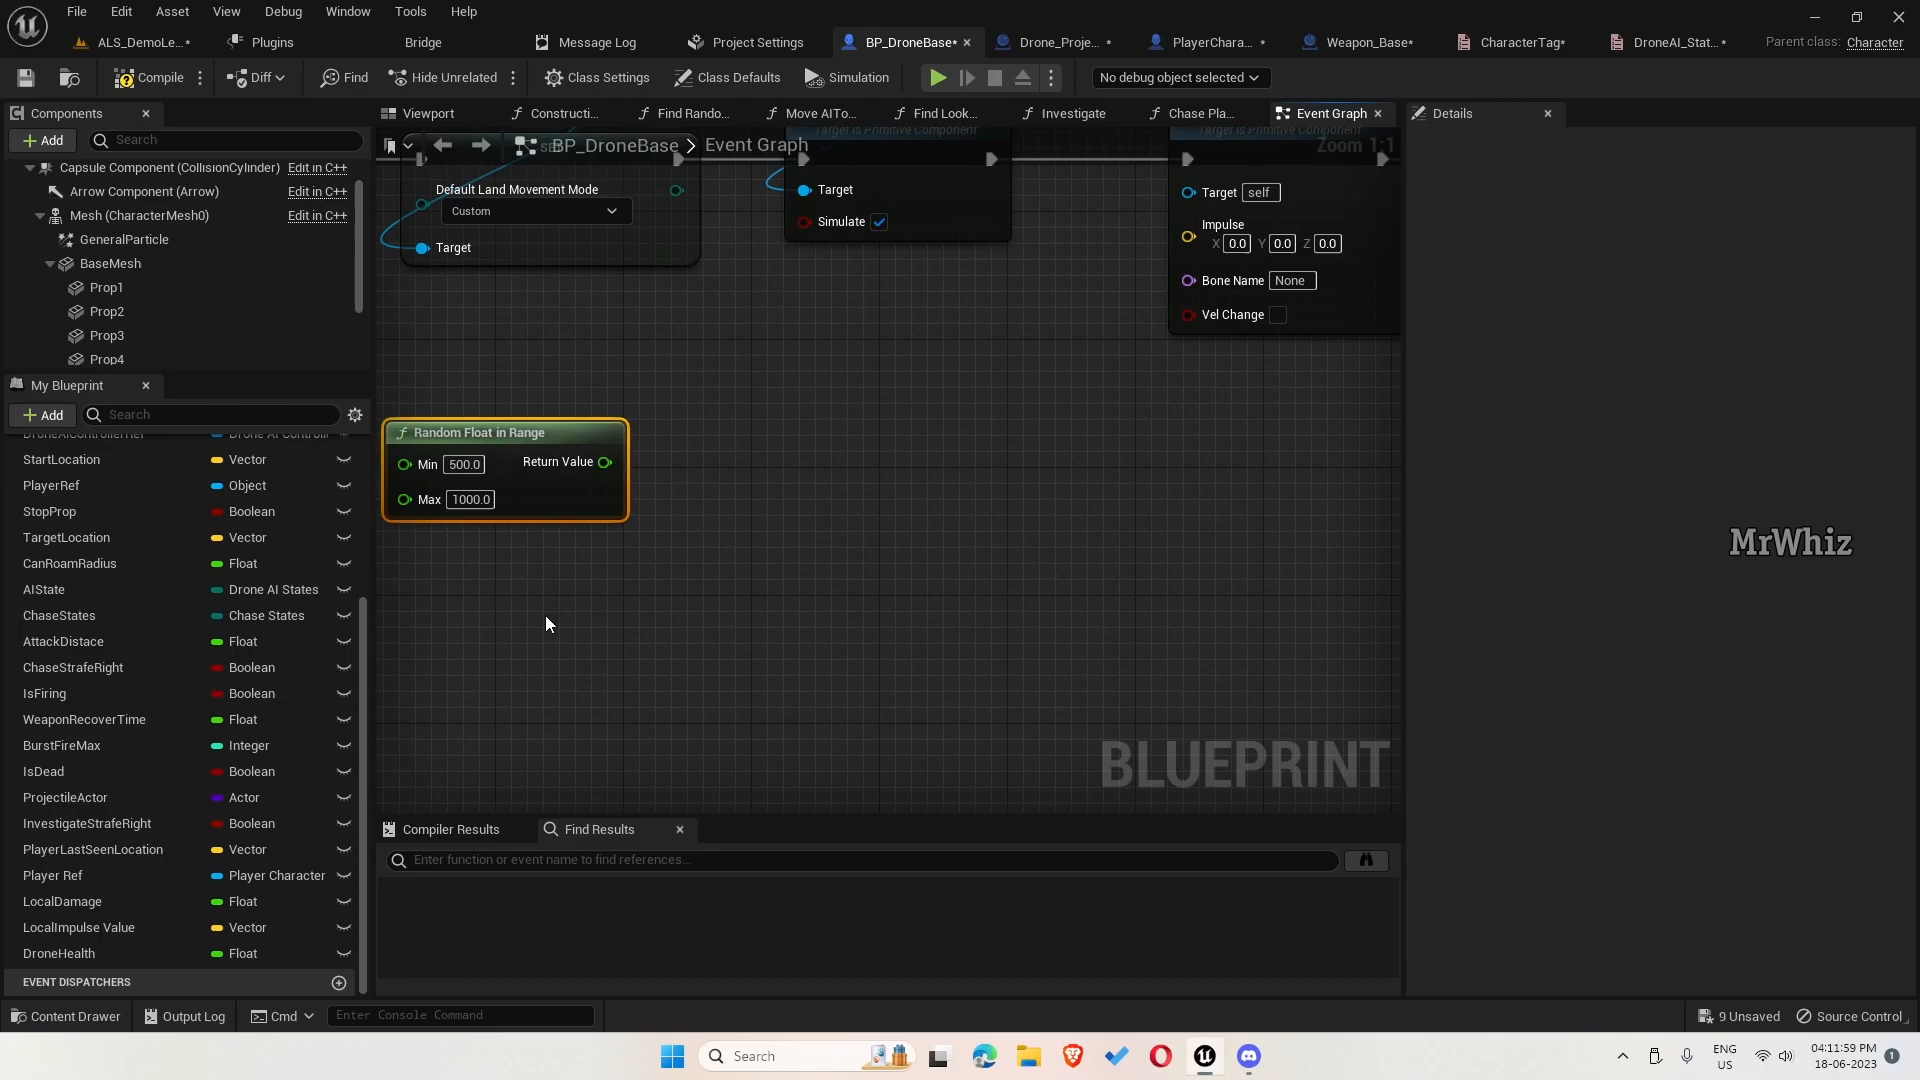 File Edit Asset View Debug Window Tools Help
ALS_DemoLe...* Plugins Bridge Message Log Project Settings BP_DroneBase* Drone_Proje... * PlayerChara... * Weapon_Base* CharacterTag* DroneAI_Stat... * Parent class: Character
Compile Diff Find Hide Unrelated Class Settings Class Defaults Simulation No debug object selected
Components
Add Search
Capsule Component (CollisionCylinder) Edit in C++
Arrow Component (Arrow) Edit in C++
Mesh (CharacterMesh0) Edit in C++
GeneralParticle
BaseMesh
Prop1
Prop2
Prop3
Prop4
My Blueprint
Add Search
StartLocation Vector
PlayerRef Object
StopProp Boolean
TargetLocation Vector
CanRoamRadius Float
AIState Drone AI States
ChaseStates Chase States
AttackDistace Float
ChaseStrafeRight Boolean
IsFiring Boolean
WeaponRecoverTime Float
BurstFireMax Integer
IsDead Boolean
ProjectileActor Actor
InvestigateStrafeRight Boolean
PlayerLastSeenLocation Vector
Player Ref Player Character
LocalDamage Float
LocalImpulse Value Vector
DroneHealth Float
EVENT DISPATCHERS
Viewport Constructi... Find Rando... Move AITo... Find Look... Investigate Chase Pla... Event Graph
BP_DroneBase > Event Graph
Target is Primitive Component
Target is Primitive Component
Zoom 1:1
Default Land Movement Mode
Custom
Target
Target
Simulate
Target self
Impulse
X 0.0 Y 0.0 Z 0.0
Bone Name None
Vel Change
Random Float in Range
Min 500.0 Return Value
Max 1000.0
BLUEPRINT
Compiler Results Find Results
Enter function or event name to find references...
Details
MrWhiz
Content Drawer Output Log Cmd Enter Console Command 9 Unsaved Source Control
Search
ENG
US
04:11:59 PM
18-06-2023
1